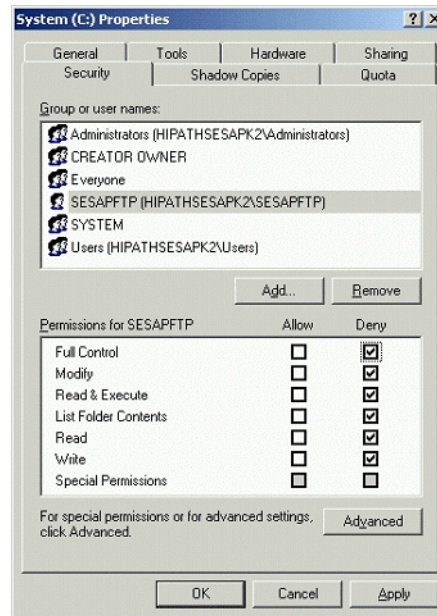 System (C:) Properties
General Tools Hardware Sharing
Security Shadow Copies Quota
Group or user names:
Administrators (HIPATHSESAPK2\Administrators)
CREATOR OWNER
Everyone
SESAPFTP (HIPATHSESAPK2\SESAPFTP)
SYSTEM
Users (HIPATHSESAPK2\Users)
Add... Remove
Permissions for SESAPFTP Allow Deny
Full Control
Modify
Read & Execute
List Folder Contents
Read
Write
Special Permissions
For special permissions or for advanced settings,
click Advanced.
Advanced
OK Cancel Apply